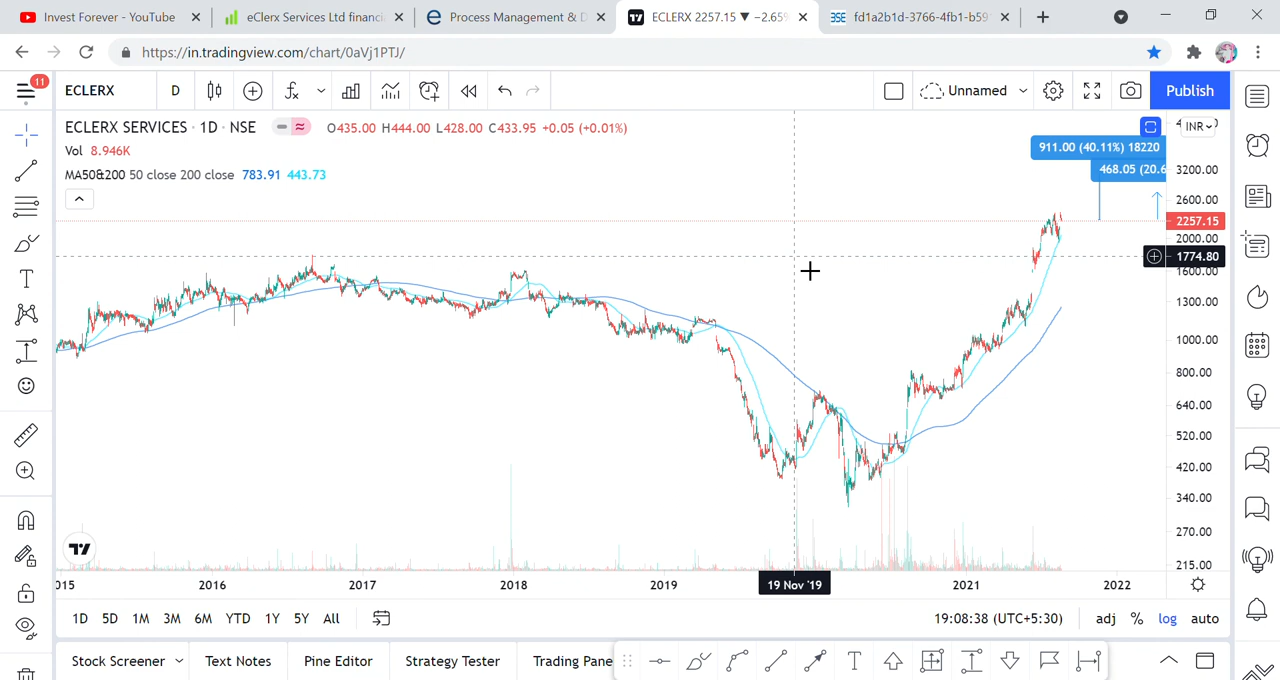 Invest Forever - YouTube
eClerx Services Ltd financi
Process Management & D
ECLERX 2257.15 ▼ −2.65%
BSE
fd1a2b1d-3766-4fb1-b59
https://in.tradingview.com/chart/0aVj1PTJ/
11
ECLERX
D
Unnamed
Publish
ECLERX SERVICES · 1D · NSE
O435.00 H444.00 L428.00 C433.95 +0.05 (+0.01%)
INR
Vol 8.946K
911.00 (40.11%) 18220
MA50&200 50 close 200 close 783.91 443.73
468.05 (20.6
3200.00
2600.00
2257.15
2000.00
1774.80
1600.00
1300.00
1000.00
800.00
640.00
520.00
420.00
340.00
270.00
215.00
015 2016 2017 2018 2019 19 Nov '19 2021 2022
1D 5D 1M 3M 6M YTD 1Y 5Y All
19:08:38 (UTC+5:30) adj % log auto
Stock Screener Text Notes Pine Editor Strategy Tester Trading Pane
T